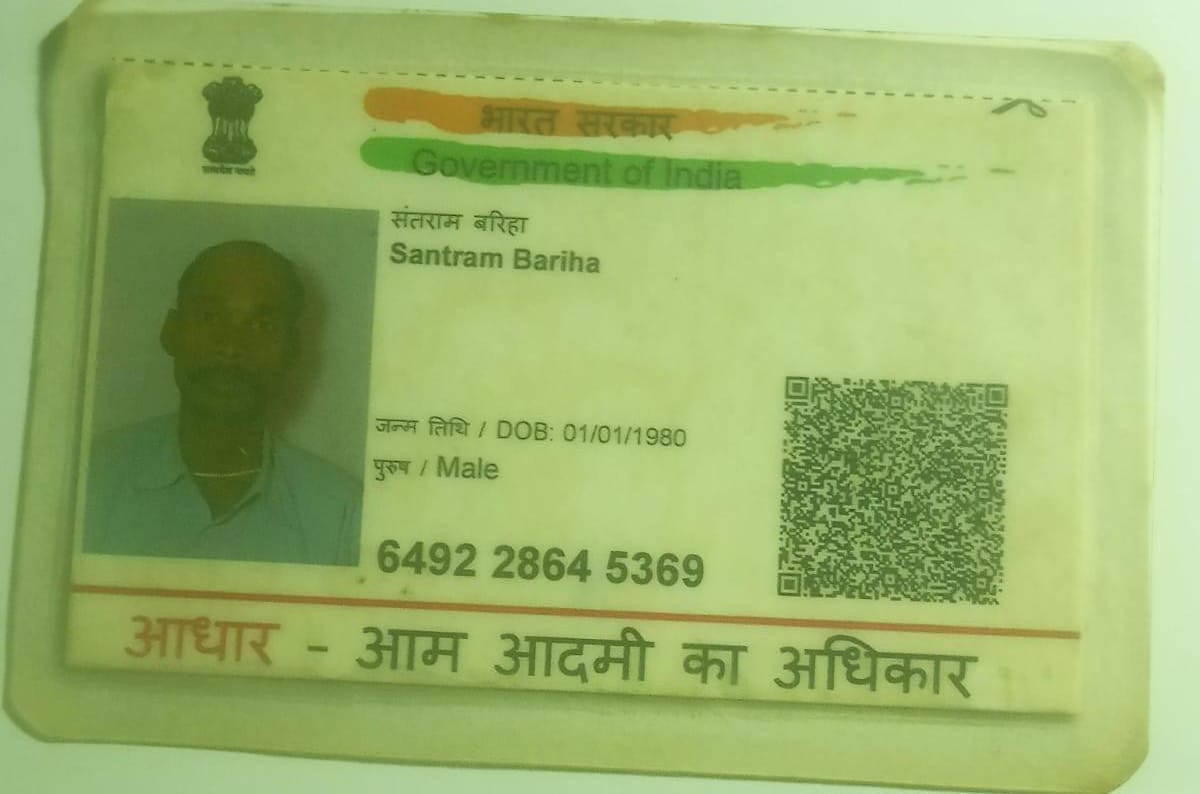 भारत सरकार
Government of India
संतराम बरिहा
Santram Bariha
जन्म तिथि / DOB: 01/01/1980
पुरुष / Male
6492 2864 5369
आधार - आम आदमी का अधिकार